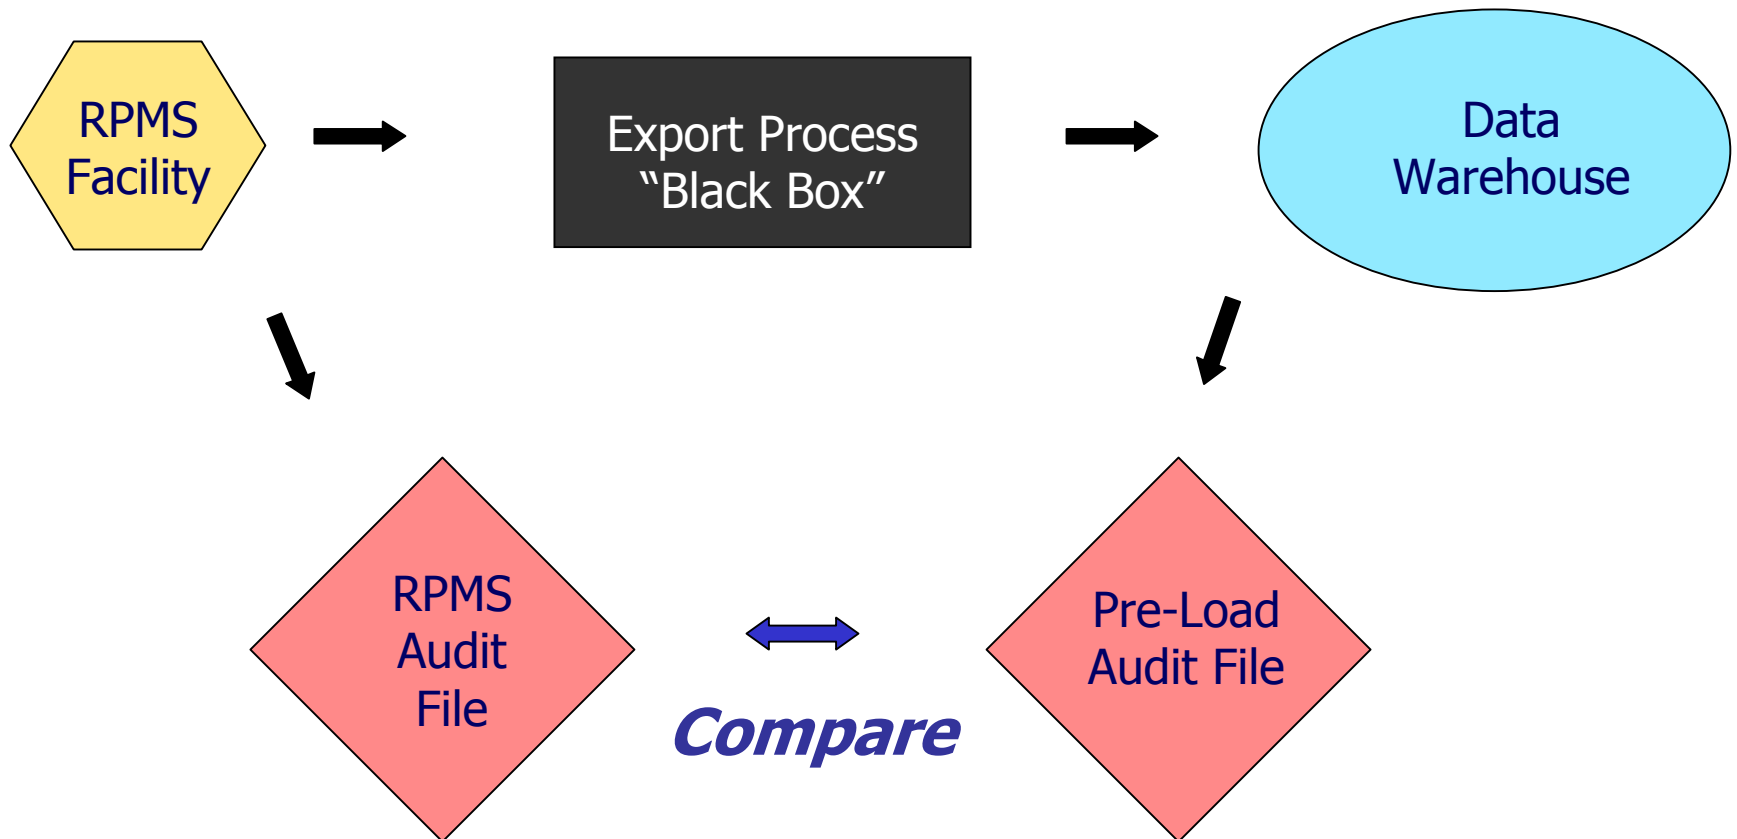 RPMS
Facility
Export Process
“Black Box”
Data
Warehouse
RPMS
Audit
File
Pre-Load
Audit File
Compare